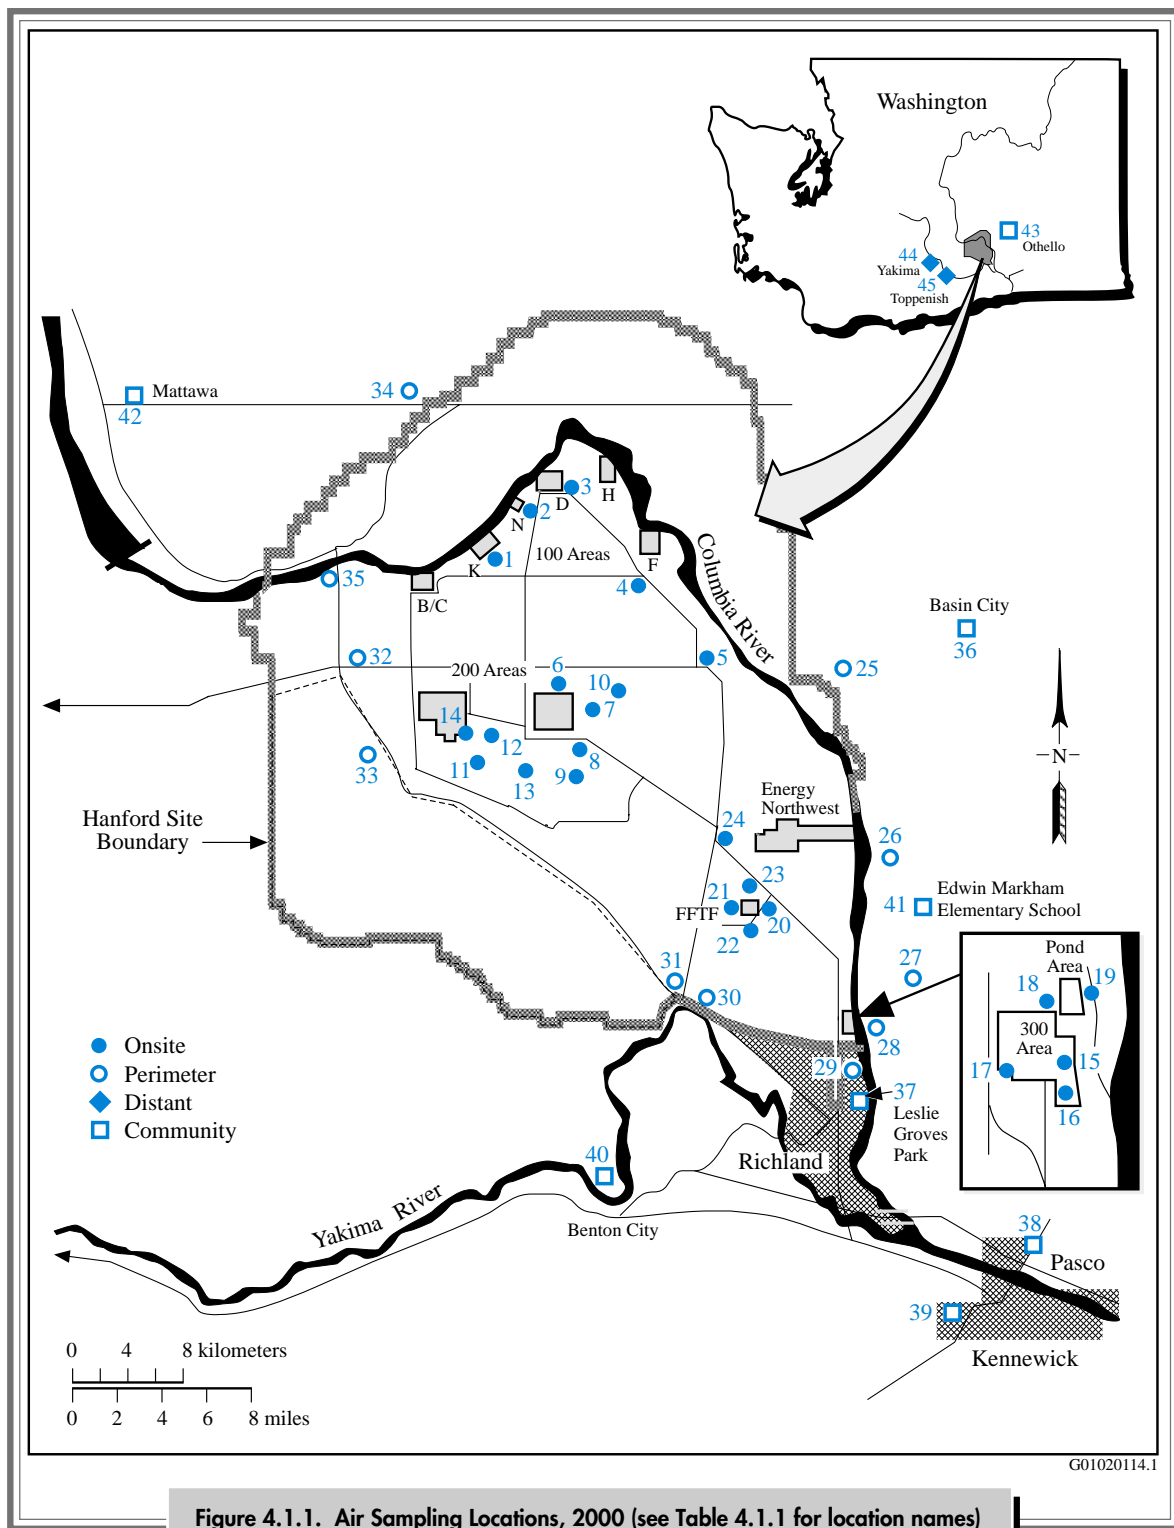 Washington
43
Othello
44
Yakima
45
Toppenish
34
Mattawa
42
3
D
H
2
N
100 Areas
1
K
F
Columbia River
35
4
B/C
Basin City
36
32
200 Areas
6
5
25
10
7
14
12
8
11
13
9
33
N
Energy
Northwest
Hanford Site
Boundary
24
26
23
21
FFTF
20
22
41
Edwin Markham
Elementary School
31
30
27
Pond
Area
18
19
300
Area
17
15
16
28
29
37
Leslie
Groves
Park
Onsite
Perimeter
Distant
Community
40
Richland
Yakima River
Benton City
38
Pasco
39
Kennewick
0 4 8 kilometers
0 2 4 6 8 miles
G01020114.1
Figure 4.1.1. Air Sampling Locations, 2000 (see Table 4.1.1 for location names)